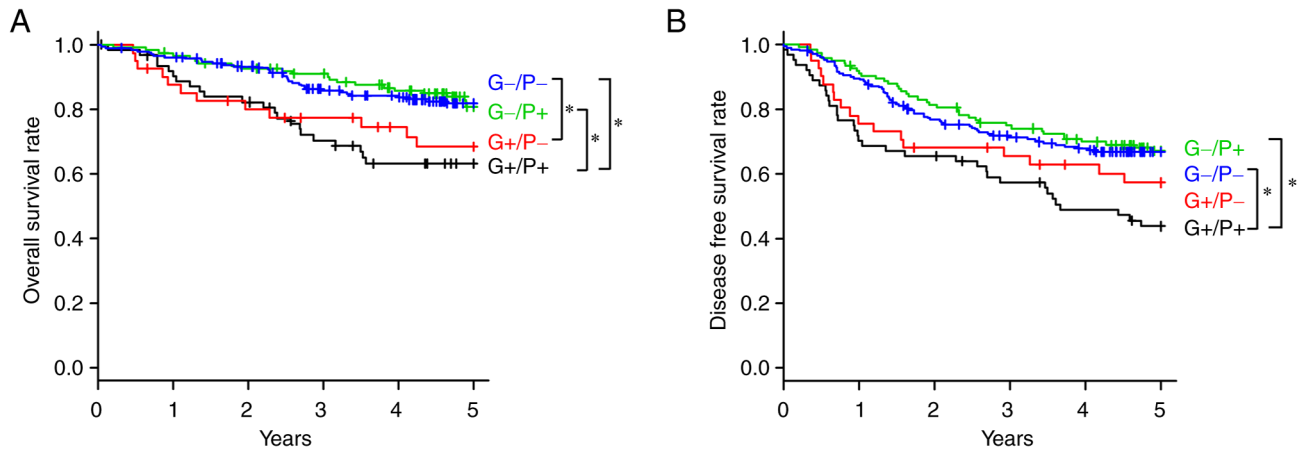 A
Overall survival rate
1.0
0.8
0.6
0.4
0.2
0.0
0 1 2 3 4 5
Years
G−/P−
G−/P+
G+/P−
G+/P+
*
*
*
B
Disease free survival rate
1.0
0.8
0.6
0.4
0.2
0.0
0 1 2 3 4 5
Years
G−/P+
G−/P−
G+/P−
G+/P+
*
*